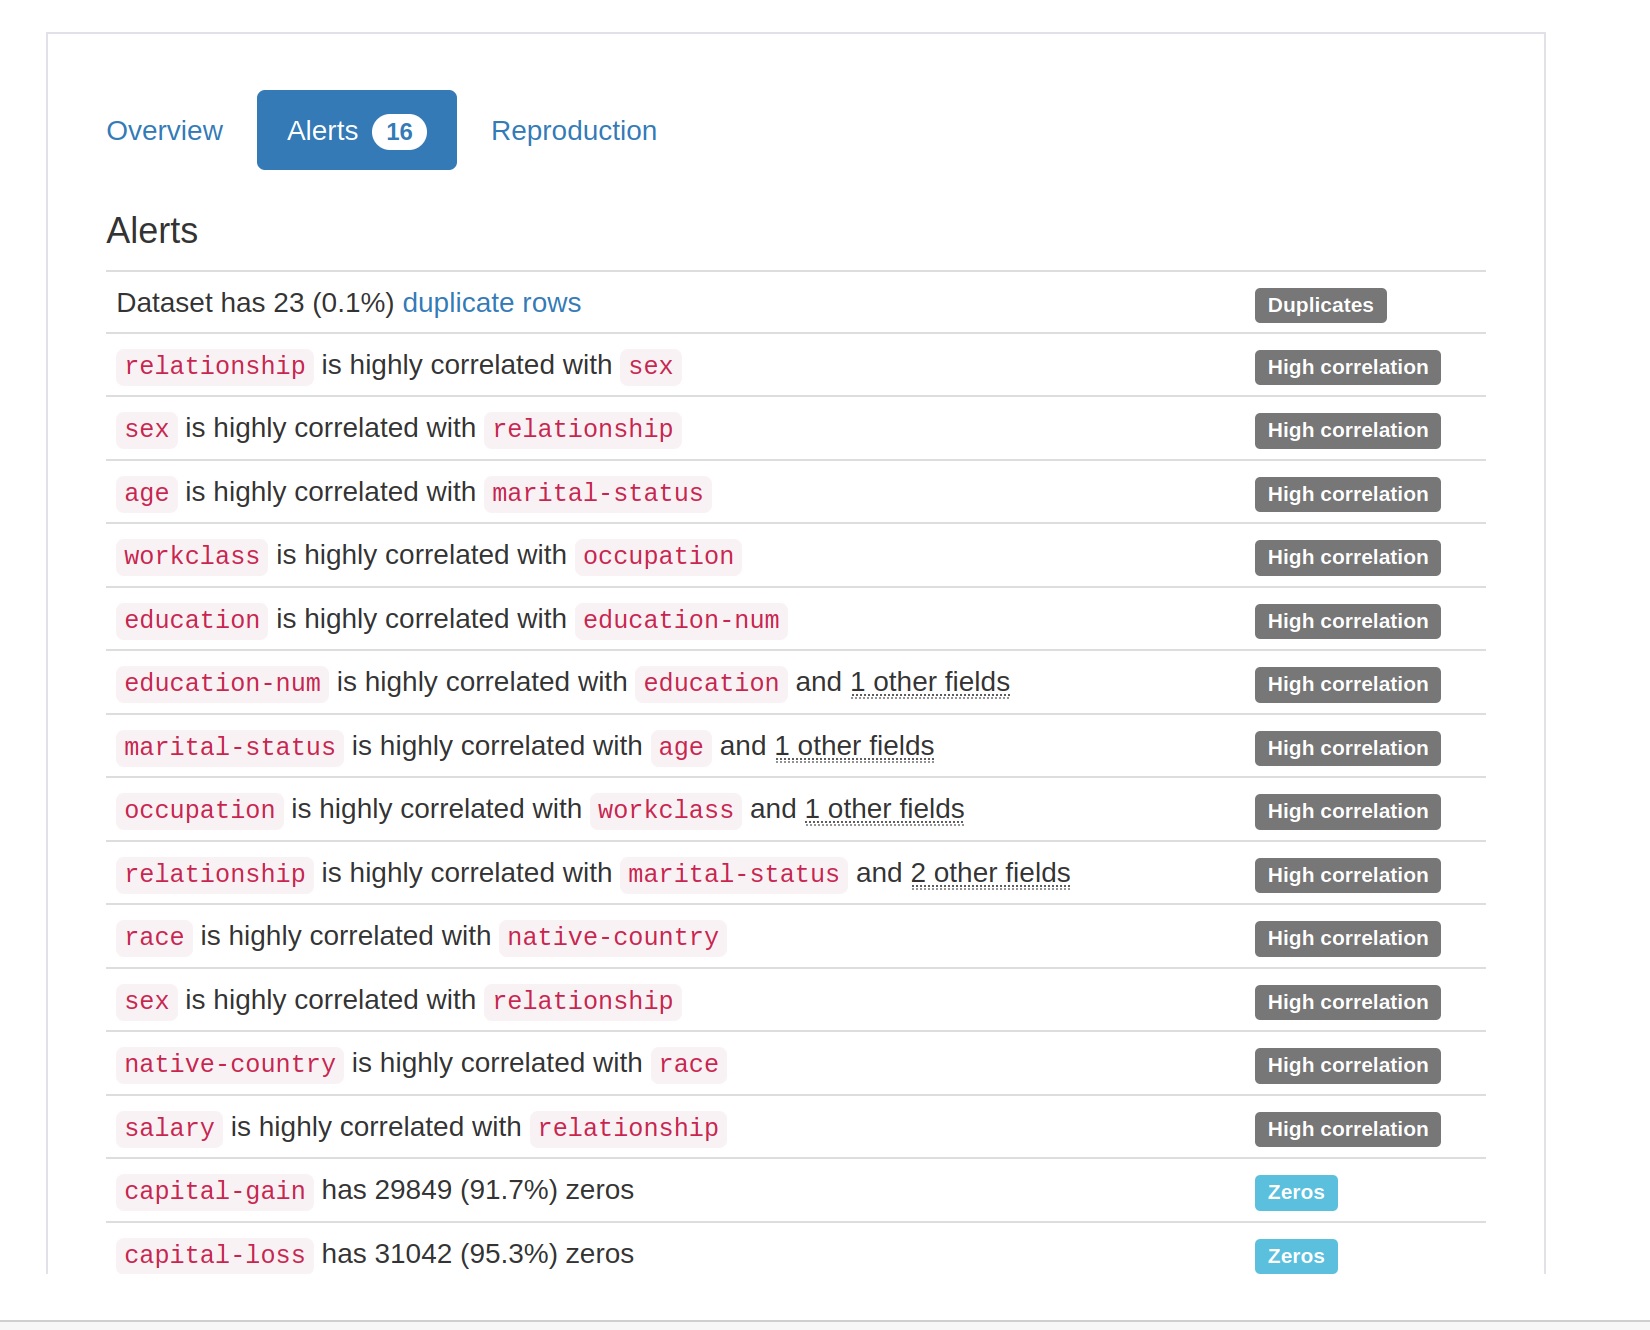 Overview Alerts 16 Reproduction
Alerts
Dataset has 23 (0.1%) duplicate rows Duplicates
relationship is highly correlated with sex High correlation
sex is highly correlated with relationship High correlation
age is highly correlated with marital-status High correlation
workclass is highly correlated with occupation High correlation
education is highly correlated with education-num High correlation
education-num is highly correlated with education and 1 other fields High correlation
marital-status is highly correlated with age and 1 other fields High correlation
occupation is highly correlated with workclass and 1 other fields High correlation
relationship is highly correlated with marital-status and 2 other fields High correlation
race is highly correlated with native-country High correlation
sex is highly correlated with relationship High correlation
native-country is highly correlated with race High correlation
salary is highly correlated with relationship High correlation
capital-gain has 29849 (91.7%) zeros Zeros
capital-loss has 31042 (95.3%) zeros Zeros